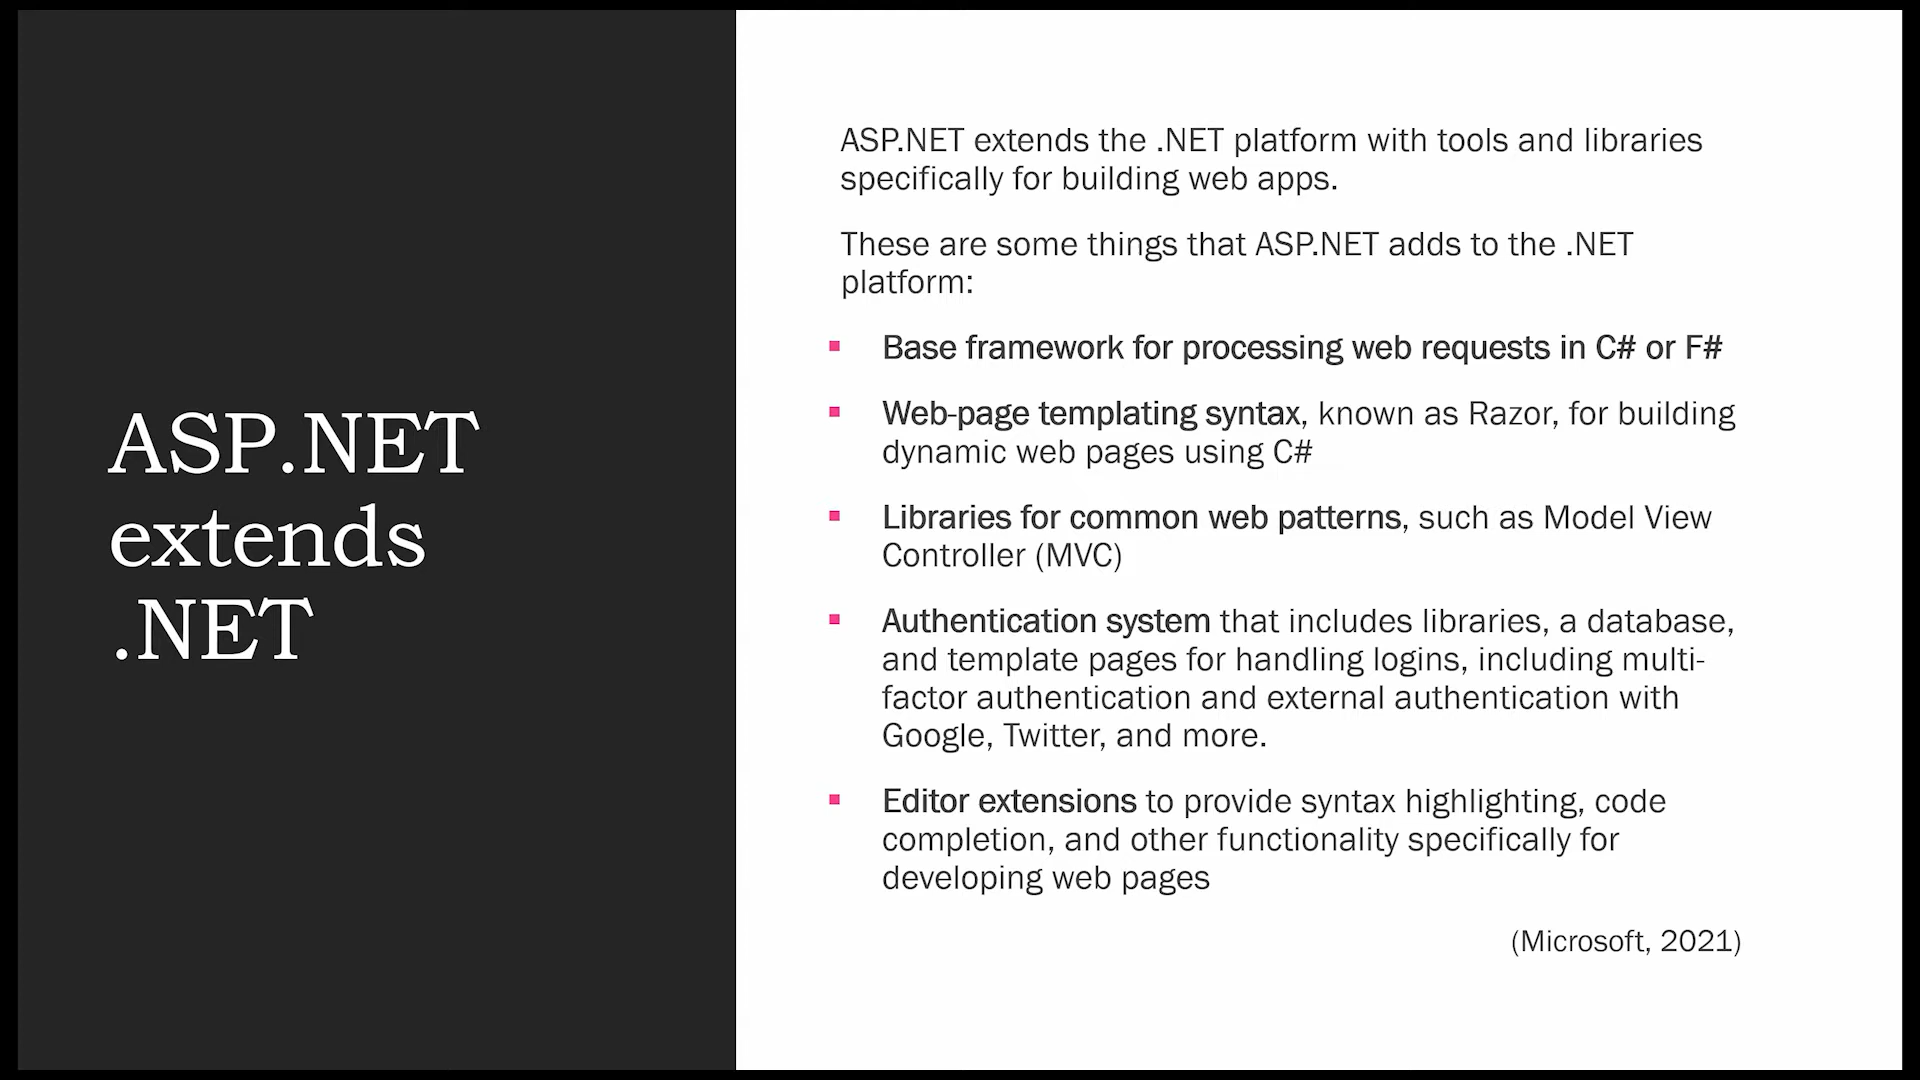 ASP.NET
extends
.NET
ASP.NET extends the .NET platform with tools and libraries
specifically for building web apps.
These are some things that ASP.NET adds to the .NET
platform:
▪ Base framework for processing web requests in C# or F#
▪ Web-page templating syntax, known as Razor, for building
dynamic web pages using C#
▪ Libraries for common web patterns, such as Model View
Controller (MVC)
▪ Authentication system that includes libraries, a database,
and template pages for handling logins, including multi-
factor authentication and external authentication with
Google, Twitter, and more.
▪ Editor extensions to provide syntax highlighting, code
completion, and other functionality specifically for
developing web pages
(Microsoft, 2021)